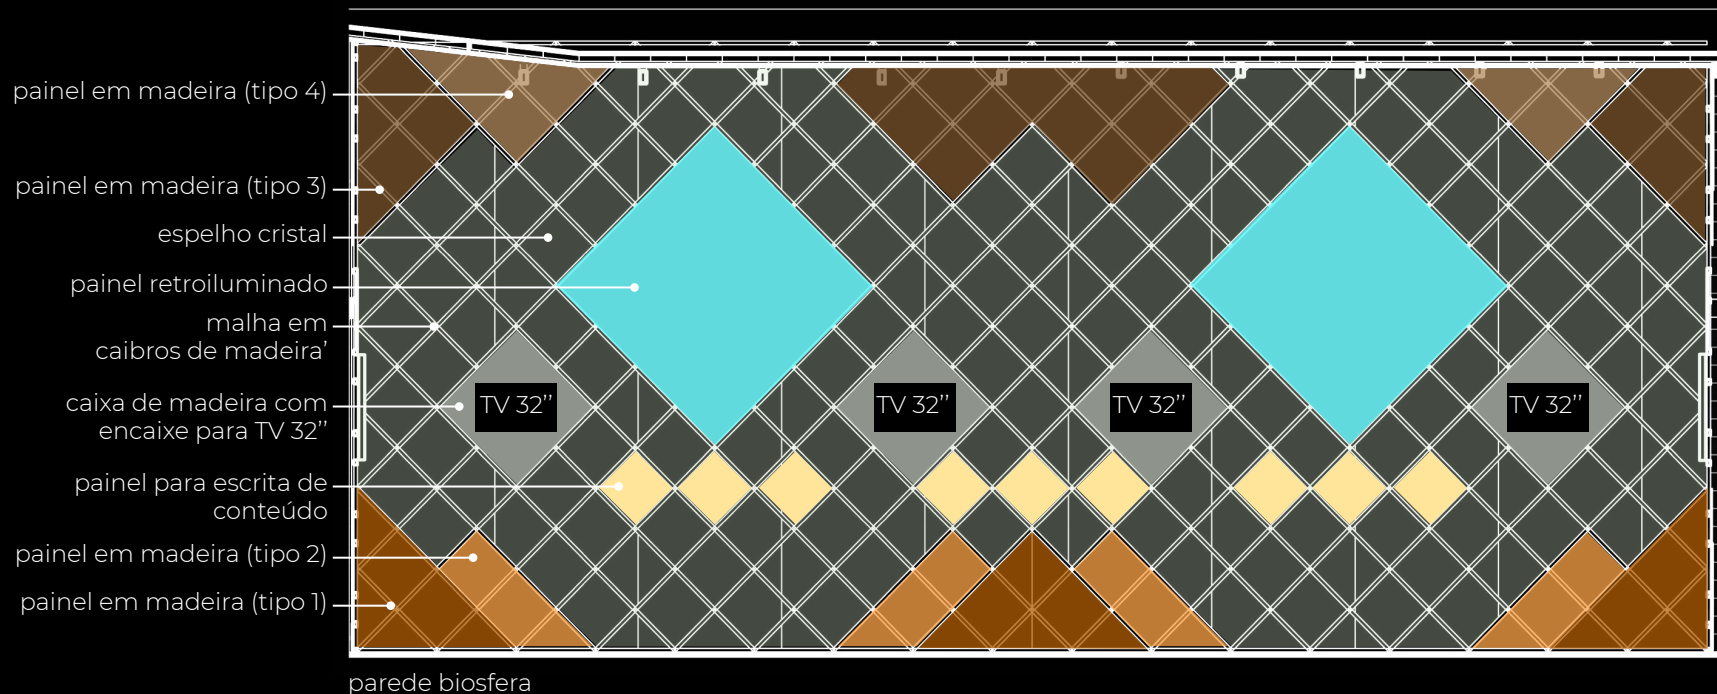 painel em madeira (tipo 4)
painel em madeira (tipo 3)
espelho cristal
painel retroiluminado
malha em
caibros de madeira’
caixa de madeira com
encaixe para TV 32’’
TV 32’’
TV 32’’
TV 32’’
TV 32’’
painel para escrita de
conteúdo
painel em madeira (tipo 2)
painel em madeira (tipo 1)
parede biosfera